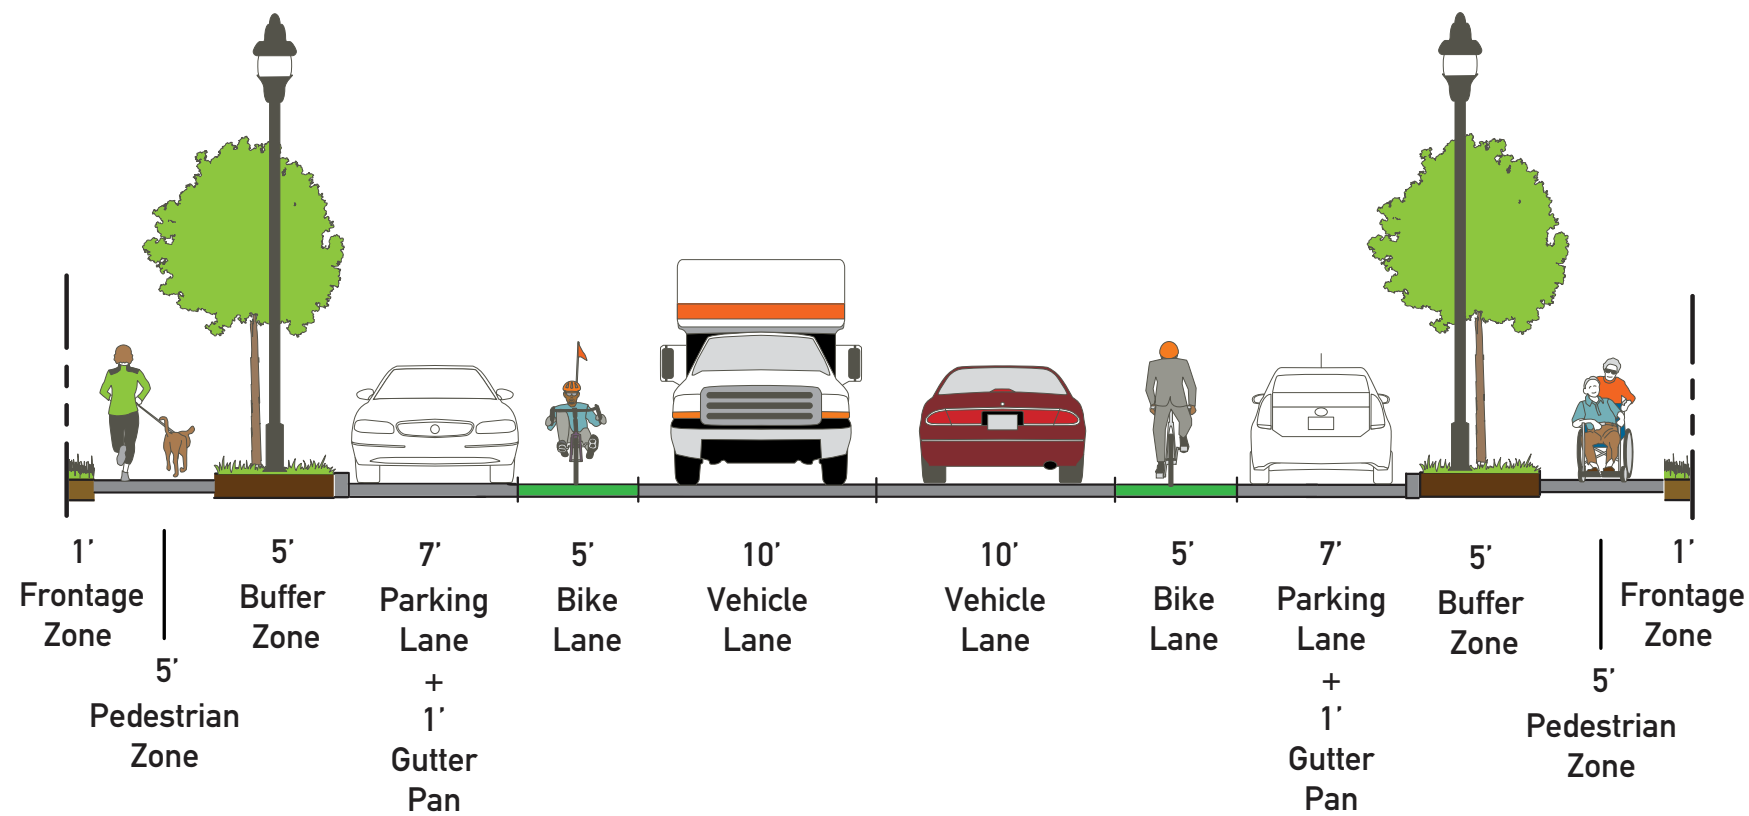 1’
Frontage
Zone
5’
Pedestrian
Zone
5’
Buffer
Zone
7’
Parking
Lane
+
1’
Gutter
Pan
5’
Bike
Lane
10’
Vehicle
Lane
10’
Vehicle
Lane
5’
Bike
Lane
7’
Parking
Lane
+
1’
Gutter
Pan
5’
Buffer
Zone
5’
Pedestrian
Zone
1’
Frontage
Zone